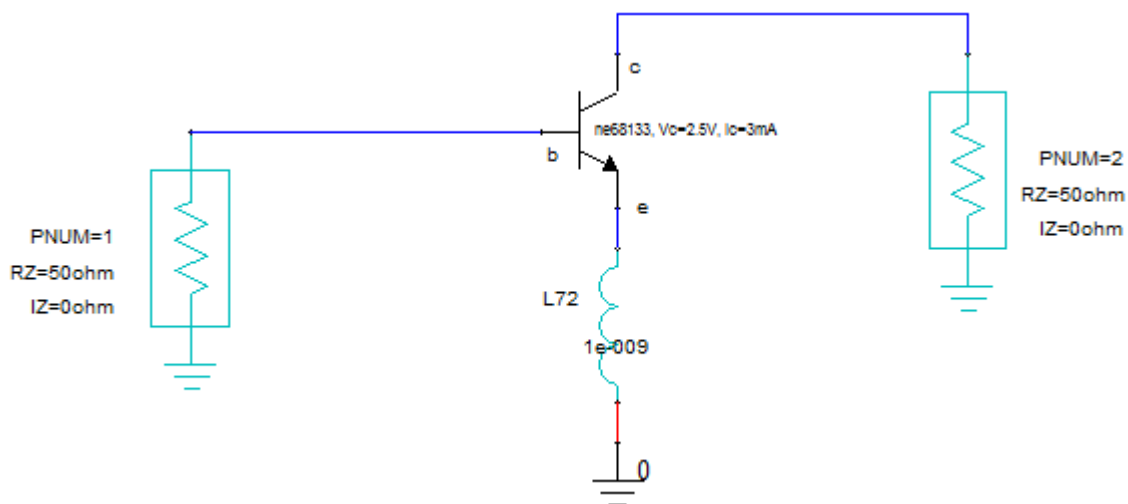 c
ne68133, Vc=2.5V, Ic=3mA
b
e
PNUM=1
RZ=50ohm
IZ=0ohm
PNUM=2
RZ=50ohm
IZ=0ohm
L72
1e-009
0